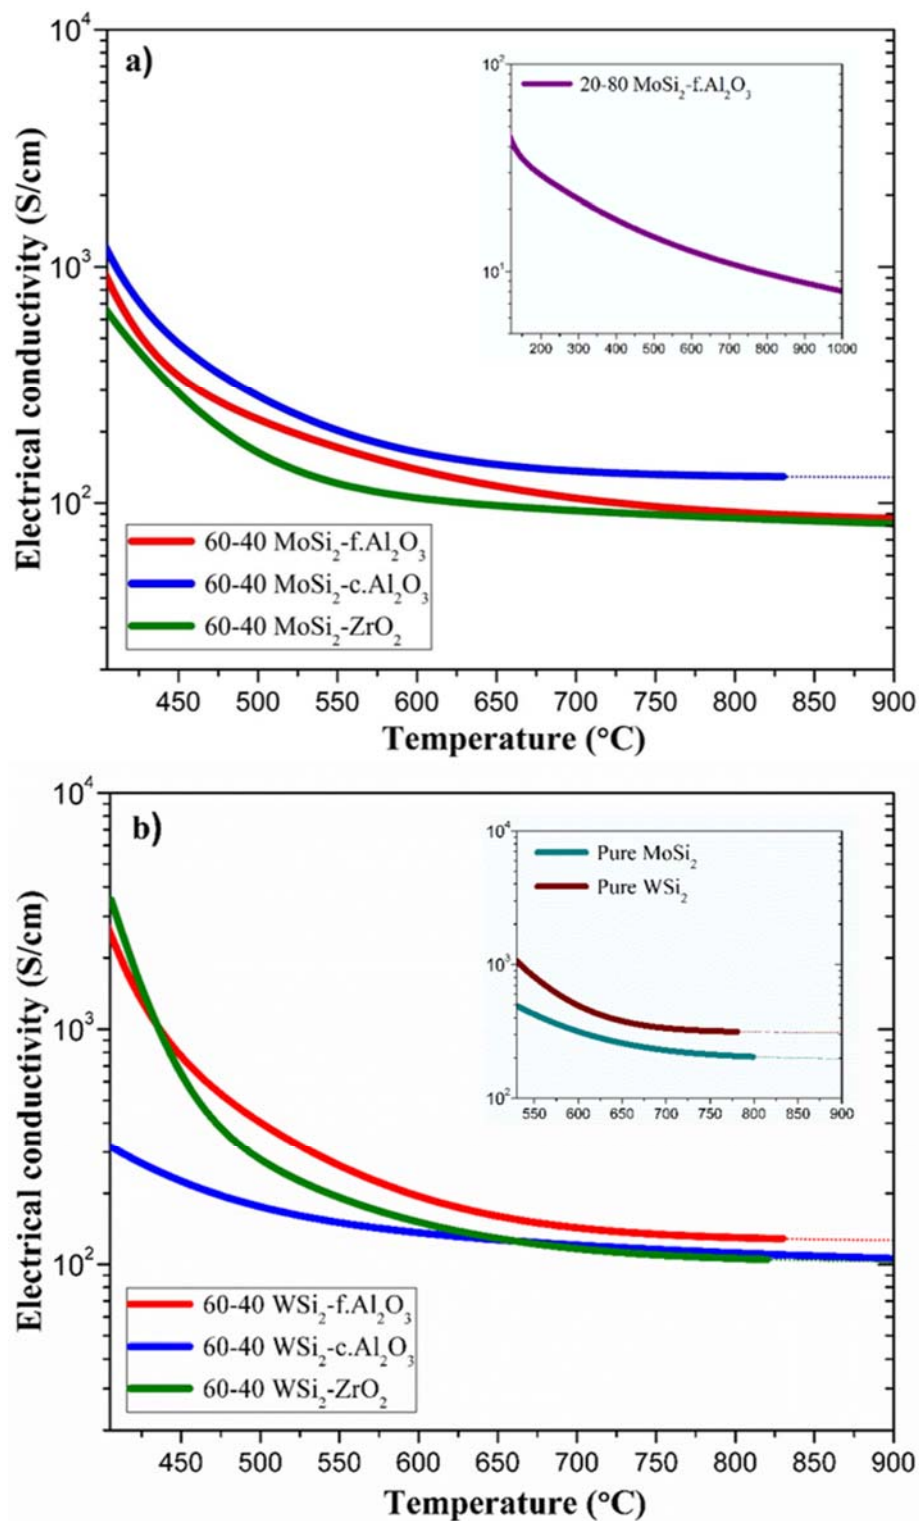 a)
10⁴
10³
10²
Electrical conductivity (S/cm)
10²
10¹
20-80 MoSi₂-f.Al₂O₃
200 300 400 500 600 700 800 900 1000
60-40 MoSi₂-f.Al₂O₃
60-40 MoSi₂-c.Al₂O₃
60-40 MoSi₂-ZrO₂
450 500 550 600 650 700 750 800 850 900
Temperature (°C)
b)
10⁴
10³
10²
Electrical conductivity (S/cm)
10⁴
10³
10²
Pure MoSi₂
Pure WSi₂
550 600 650 700 750 800 850 900
60-40 WSi₂-f.Al₂O₃
60-40 WSi₂-c.Al₂O₃
60-40 WSi₂-ZrO₂
450 500 550 600 650 700 750 800 850 900
Temperature (°C)